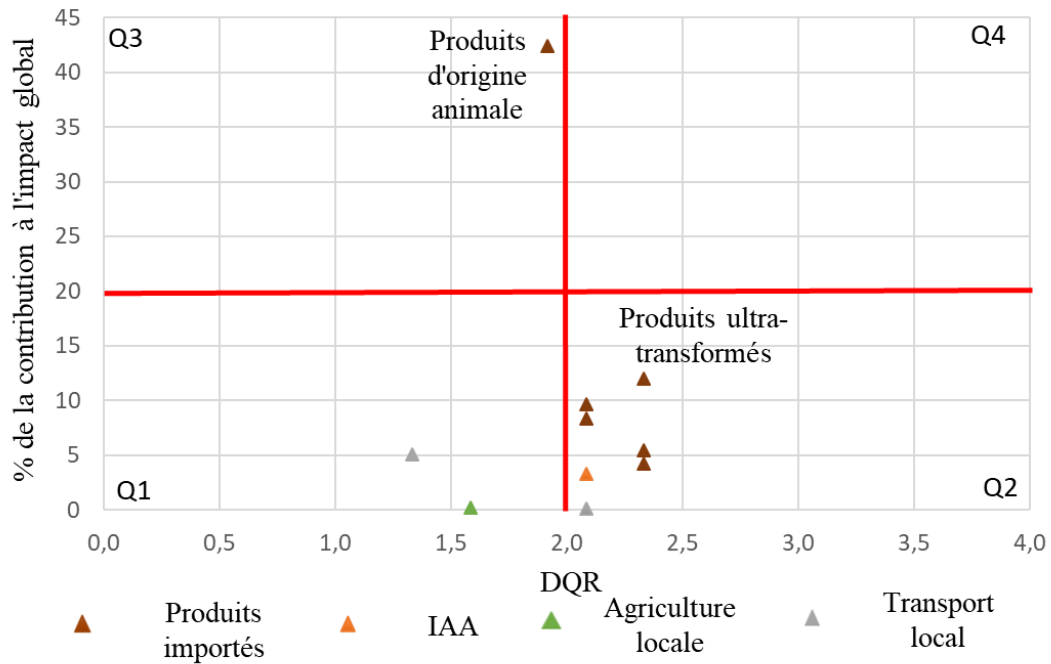 % de la contribution à l'impact global
45
40
35
30
25
20
15
10
5
0
Q3
Q4
Produits
d'origine
animale
Produits ultra-
transformés
Q1
Q2
0,0 0,5 1,0 1,5 2,0 2,5 3,0 3,5 4,0
DQR
Produits
importés
IAA
Agriculture
locale
Transport
local